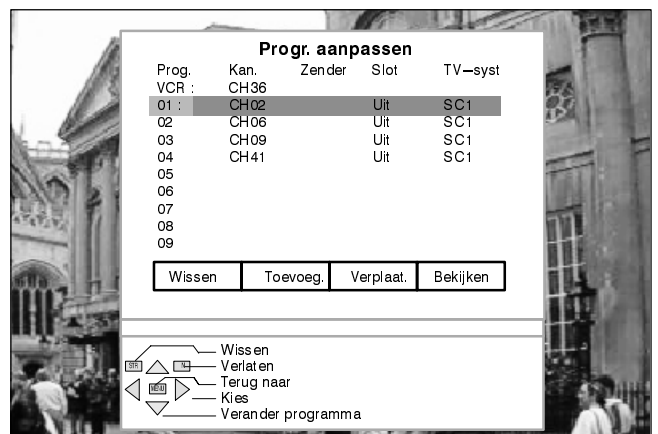 Progr. aanpassen
Prog. Kan. Zender Slot TV–syst
VCR : CH36
01 : CH02 Uit SC1
02 CH06 Uit SC1
03 CH09 Uit SC1
04 CH41 Uit SC1
05
06
07
08
09
Wissen Toevoeg. Verplaat. Bekijken
Wissen
STR N Verlaten
MENU Terug naar
Kies
Verander programma